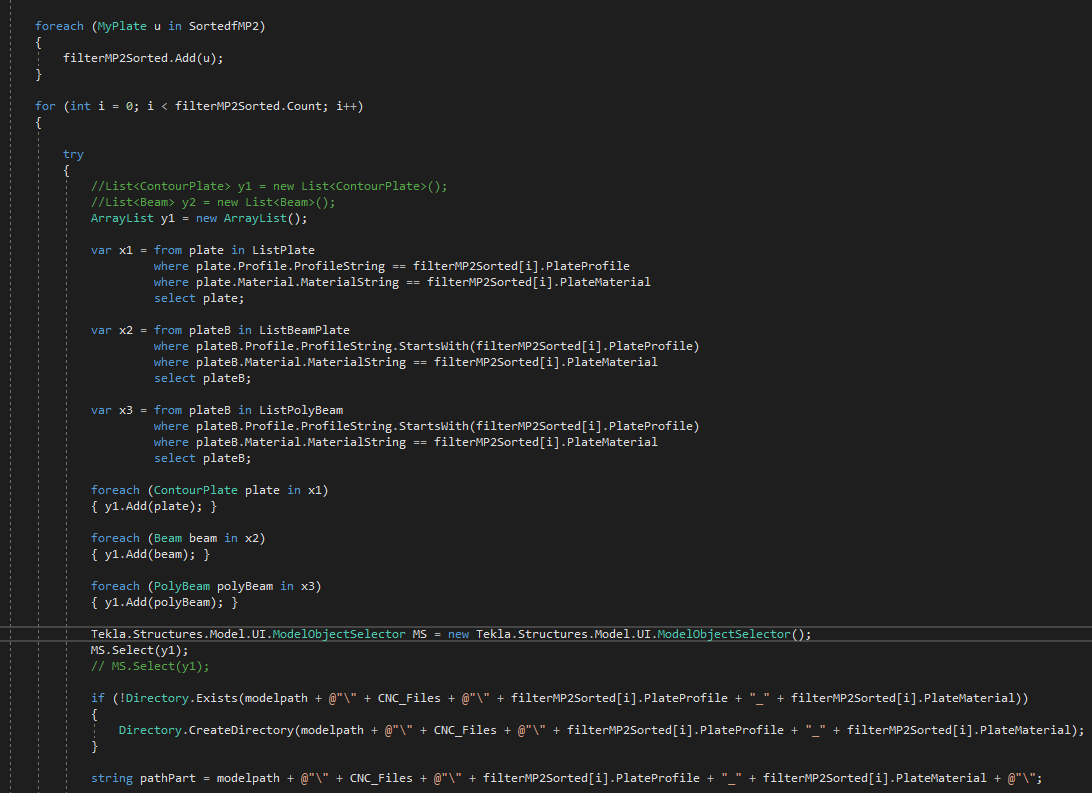 foreach (MyPlate u in SortedfMP2)
{
filterMP2Sorted.Add(u);
}
for (int i = 0; i < filterMP2Sorted.Count; i++)
{
try
{
//List<ContourPlate> y1 = new List<ContourPlate>();
//List<Beam> y2 = new List<Beam>();
ArrayList y1 = new ArrayList();
var x1 = from plate in ListPlate
where plate.Profile.ProfileString == filterMP2Sorted[i].PlateProfile
where plate.Material.MaterialString == filterMP2Sorted[i].PlateMaterial
select plate;
var x2 = from plateB in ListBeamPlate
where plateB.Profile.ProfileString.StartsWith(filterMP2Sorted[i].PlateProfile)
where plateB.Material.MaterialString == filterMP2Sorted[i].PlateMaterial
select plateB;
var x3 = from plateB in ListPolyBeam
where plateB.Profile.ProfileString.StartsWith(filterMP2Sorted[i].PlateProfile)
where plateB.Material.MaterialString == filterMP2Sorted[i].PlateMaterial
select plateB;
foreach (ContourPlate plate in x1)
{ y1.Add(plate); }
foreach (Beam beam in x2)
{ y1.Add(beam); }
foreach (PolyBeam polyBeam in x3)
{ y1.Add(polyBeam); }
Tekla.Structures.Model.UI.ModelObjectSelector MS = new Tekla.Structures.Model.UI.ModelObjectSelector();
MS.Select(y1);
// MS.Select(y1);
if (!Directory.Exists(modelpath + @"\" + CNC_Files + @"\" + filterMP2Sorted[i].PlateProfile + "_" + filterMP2Sorted[i].PlateMaterial))
{
Directory.CreateDirectory(modelpath + @"\" + CNC_Files + @"\" + filterMP2Sorted[i].PlateProfile + "_" + filterMP2Sorted[i].PlateMaterial);
}
string pathPart = modelpath + @"\" + CNC_Files + @"\" + filterMP2Sorted[i].PlateProfile + "_" + filterMP2Sorted[i].PlateMaterial + @"\";